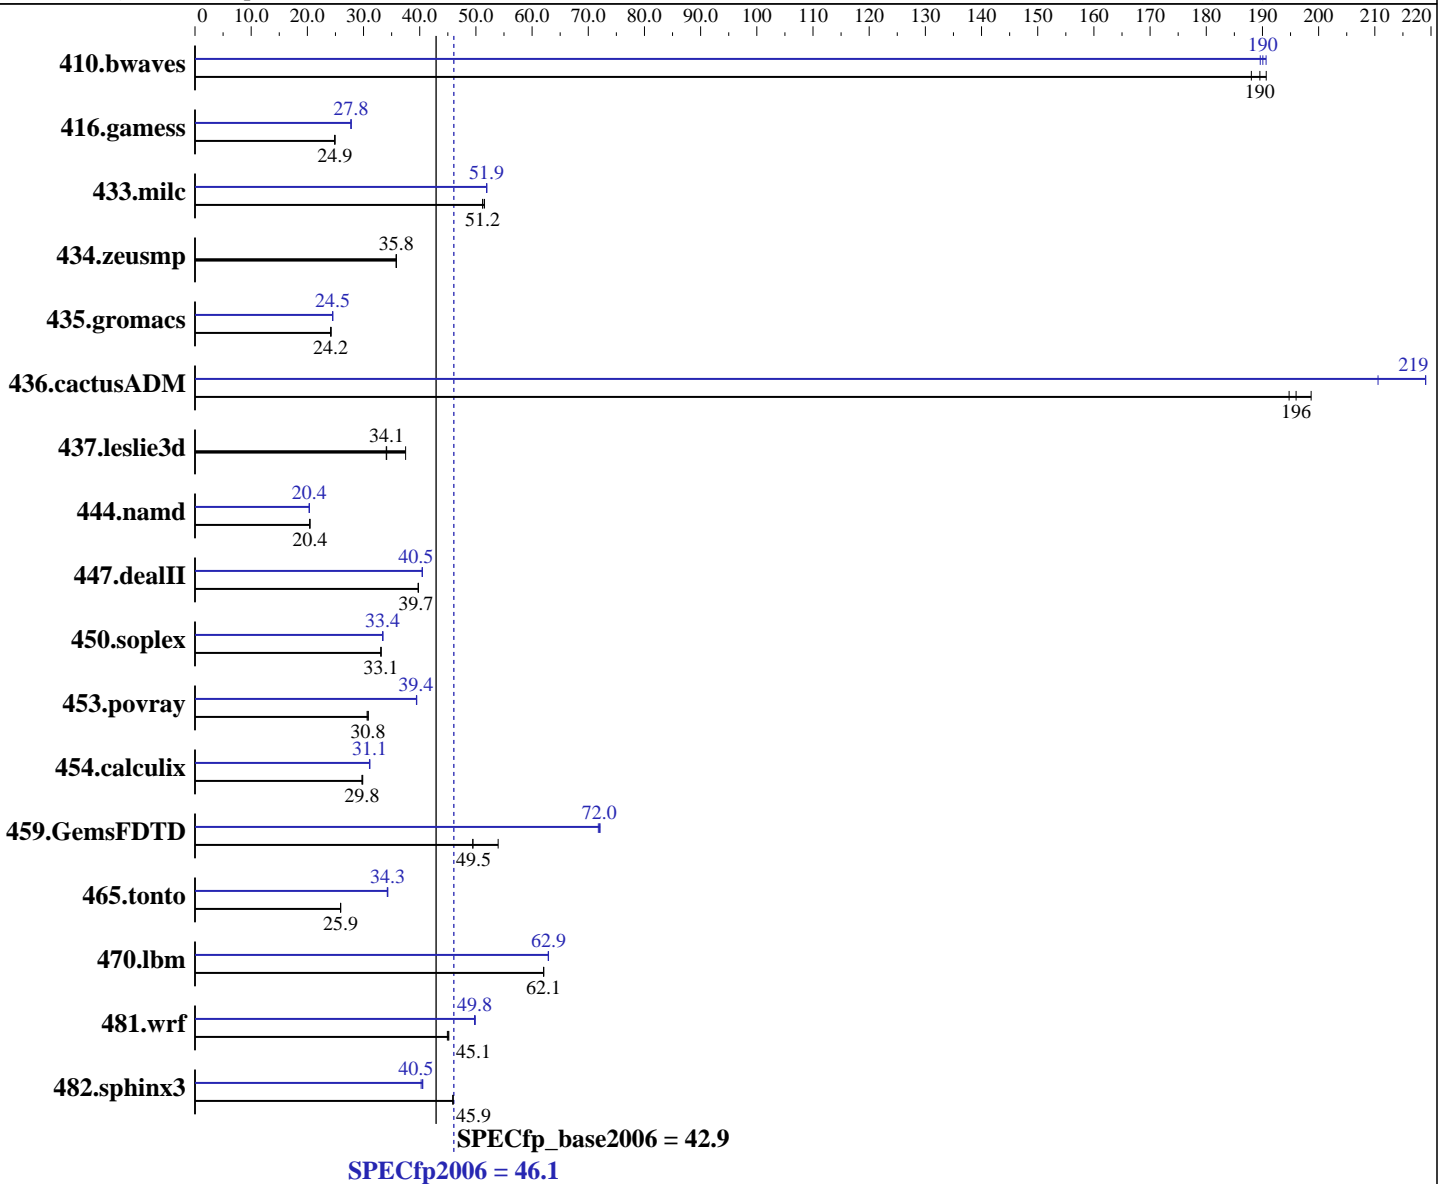 0 10.0 20.0 30.0 40.0 50.0 60.0 70.0 80.0 90.0 100 110 120 130 140 150 160 170 180 190 200 210 220
190
410.bwaves
190
27.8
416.gamess
24.9
51.9
433.milc
51.2
35.8
434.zeusmp
24.5
435.gromacs
24.2
219
436.cactusADM
196
34.1
437.leslie3d
20.4
444.namd
20.4
40.5
447.dealII
39.7
33.4
450.soplex
33.1
39.4
453.povray
30.8
31.1
454.calculix
29.8
72.0
459.GemsFDTD
49.5
34.3
465.tonto
25.9
62.9
470.lbm
62.1
49.8
481.wrf
45.1
40.5
482.sphinx3
45.9
SPECfp_base2006 = 42.9
SPECfp2006 = 46.1